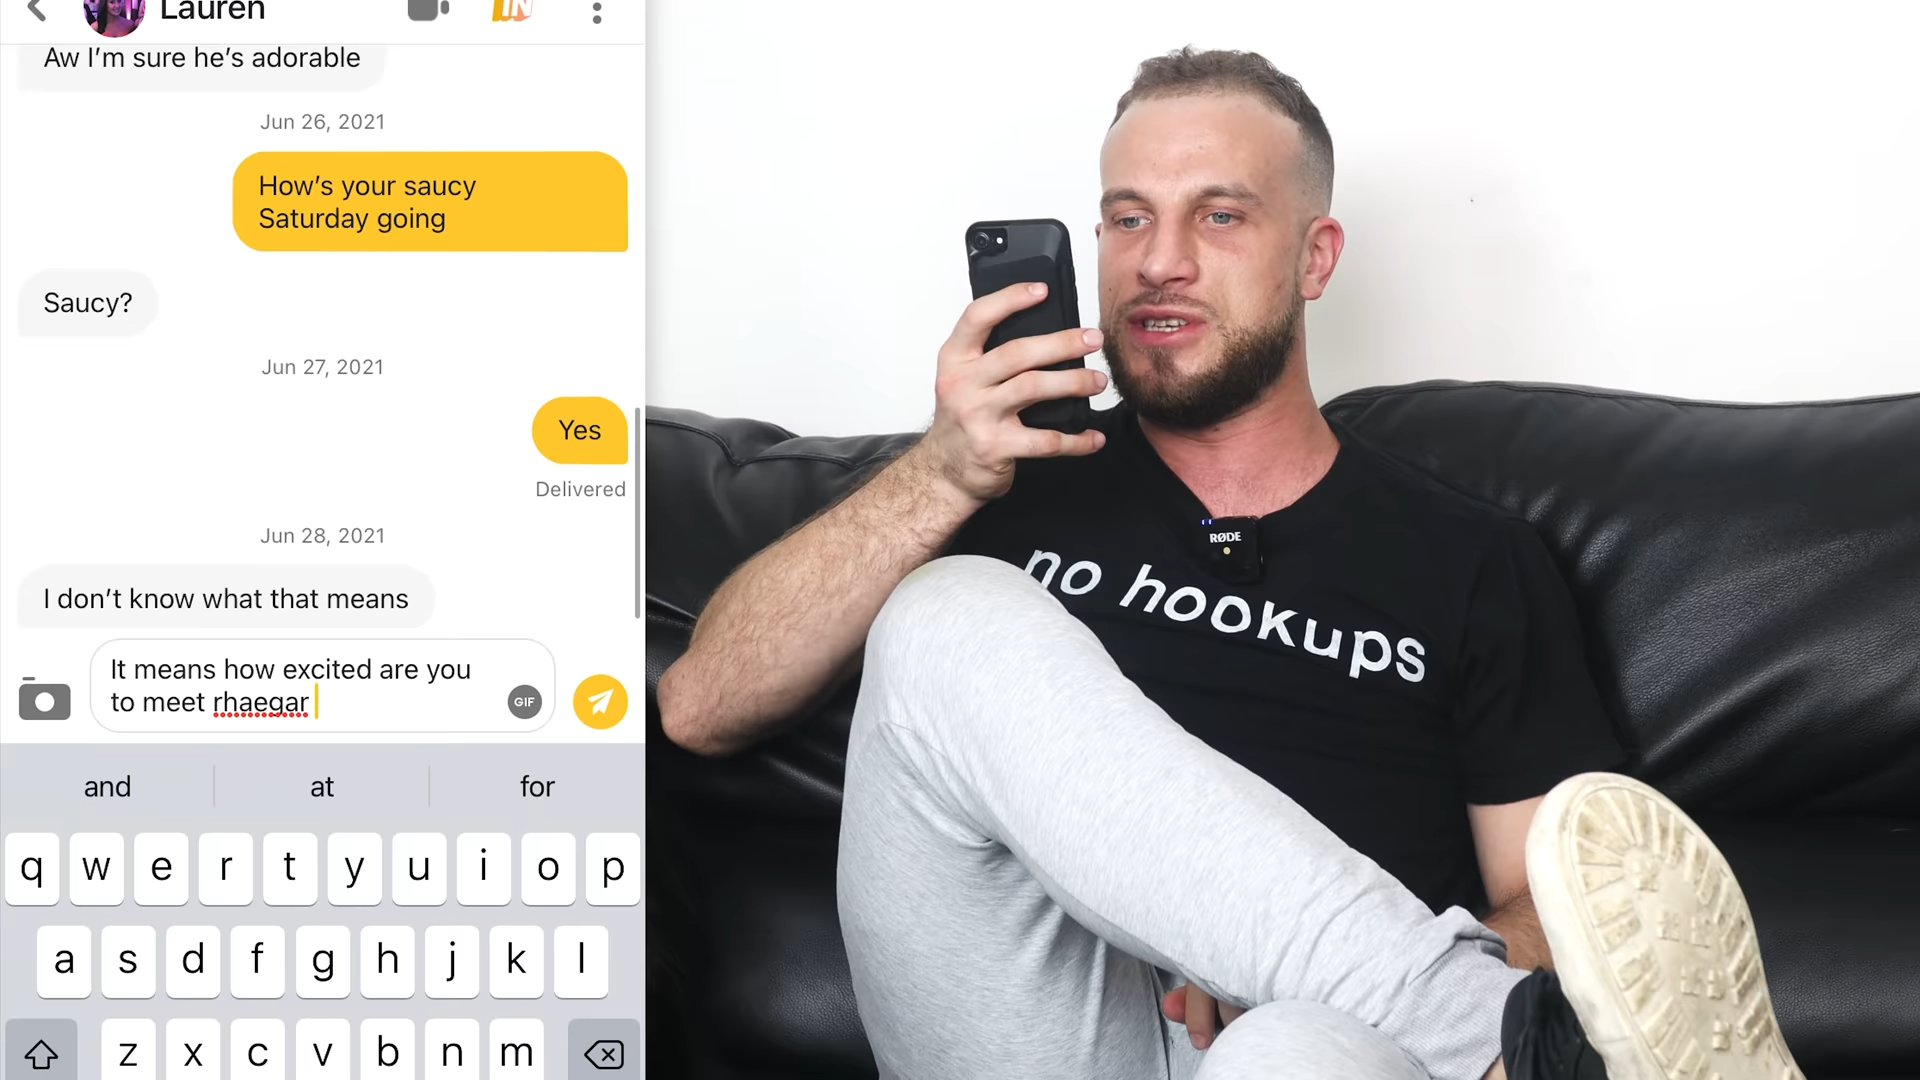 Lauren
IN
Aw I’m sure he’s adorable
Jun 26, 2021
How’s your saucy
Saturday going
Saucy?
Jun 27, 2021
Yes
Delivered
Jun 28, 2021
I don’t know what that means
It means how excited are you
to meet rhaegar
GIF
and at for
q w e r t y u i o p
a s d f g h j k l
z x c v b n m
RØDE
no hookups